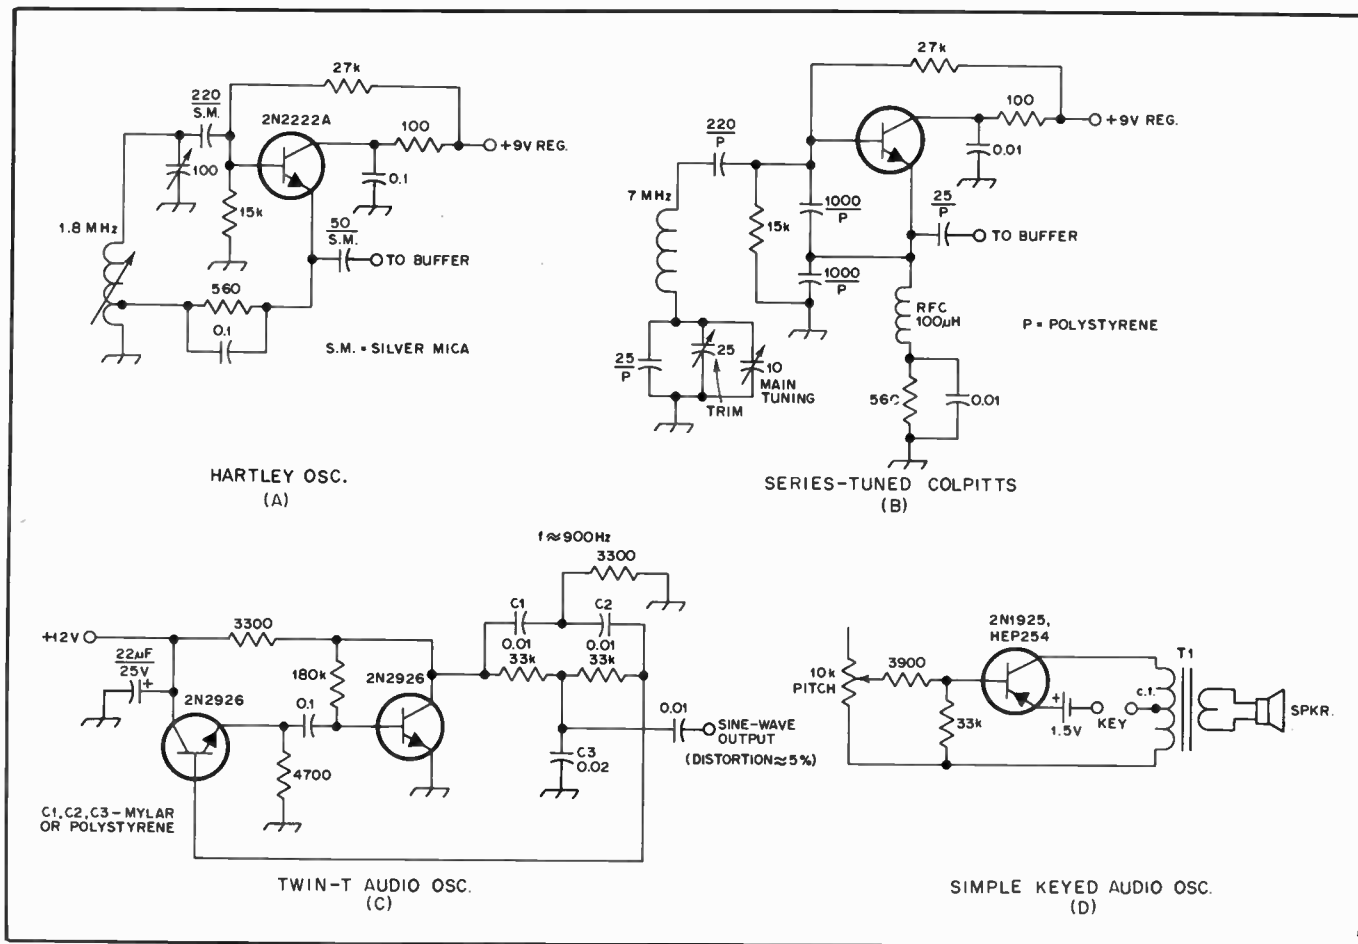 27k
220
S.M.
2N2222A
100
+9V REG.
100
0.1
15k
1.8 MHz
50
S.M.
TO BUFFER
560
0.1
S.M. = SILVER MICA
HARTLEY OSC.
(A)
27k
100
+9V REG.
220
P
0.01
7 MHz
1000
P
15k
25
P
TO BUFFER
1000
P
RFC
100µH
P = POLYSTYRENE
25
P
25
TRIM
10
MAIN
TUNING
560
0.01
SERIES-TUNED COLPITTS
(B)
f≈900Hz
3300
C1
0.01
C2
0.01
+12V
3300
33k
33k
22µF
25V
+
180k
2N2926
2N2926
0.1
0.01
SINE-WAVE
OUTPUT
(DISTORTION≈5%)
C3
0.02
4700
C1,C2,C3-MYLAR
OR POLYSTYRENE
TWIN-T AUDIO OSC.
(C)
2N1925,
HEP254
T1
10k
PITCH
3900
c.t.
+
1.5V
KEY
SPKR.
33k
SIMPLE KEYED AUDIO OSC.
(D)